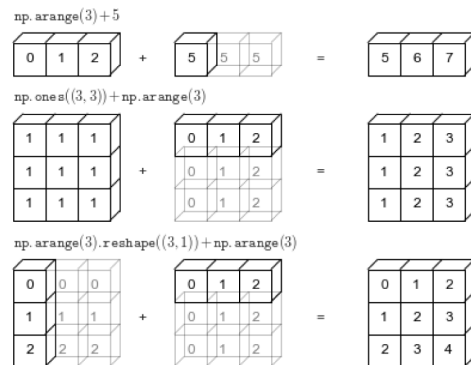 np.arange(3)+5
0 1 2 + 5 5 5 = 5 6 7
np.ones((3,3))+np.arange(3)
1 1 1 0 1 2 1 2 3
1 1 1 + 0 1 2 = 1 2 3
1 1 1 0 1 2 1 2 3
np.arange(3).reshape((3,1))+np.arange(3)
0 0 0 0 1 2 0 1 2
1 1 1 + 0 1 2 = 1 2 3
2 2 2 0 1 2 2 3 4